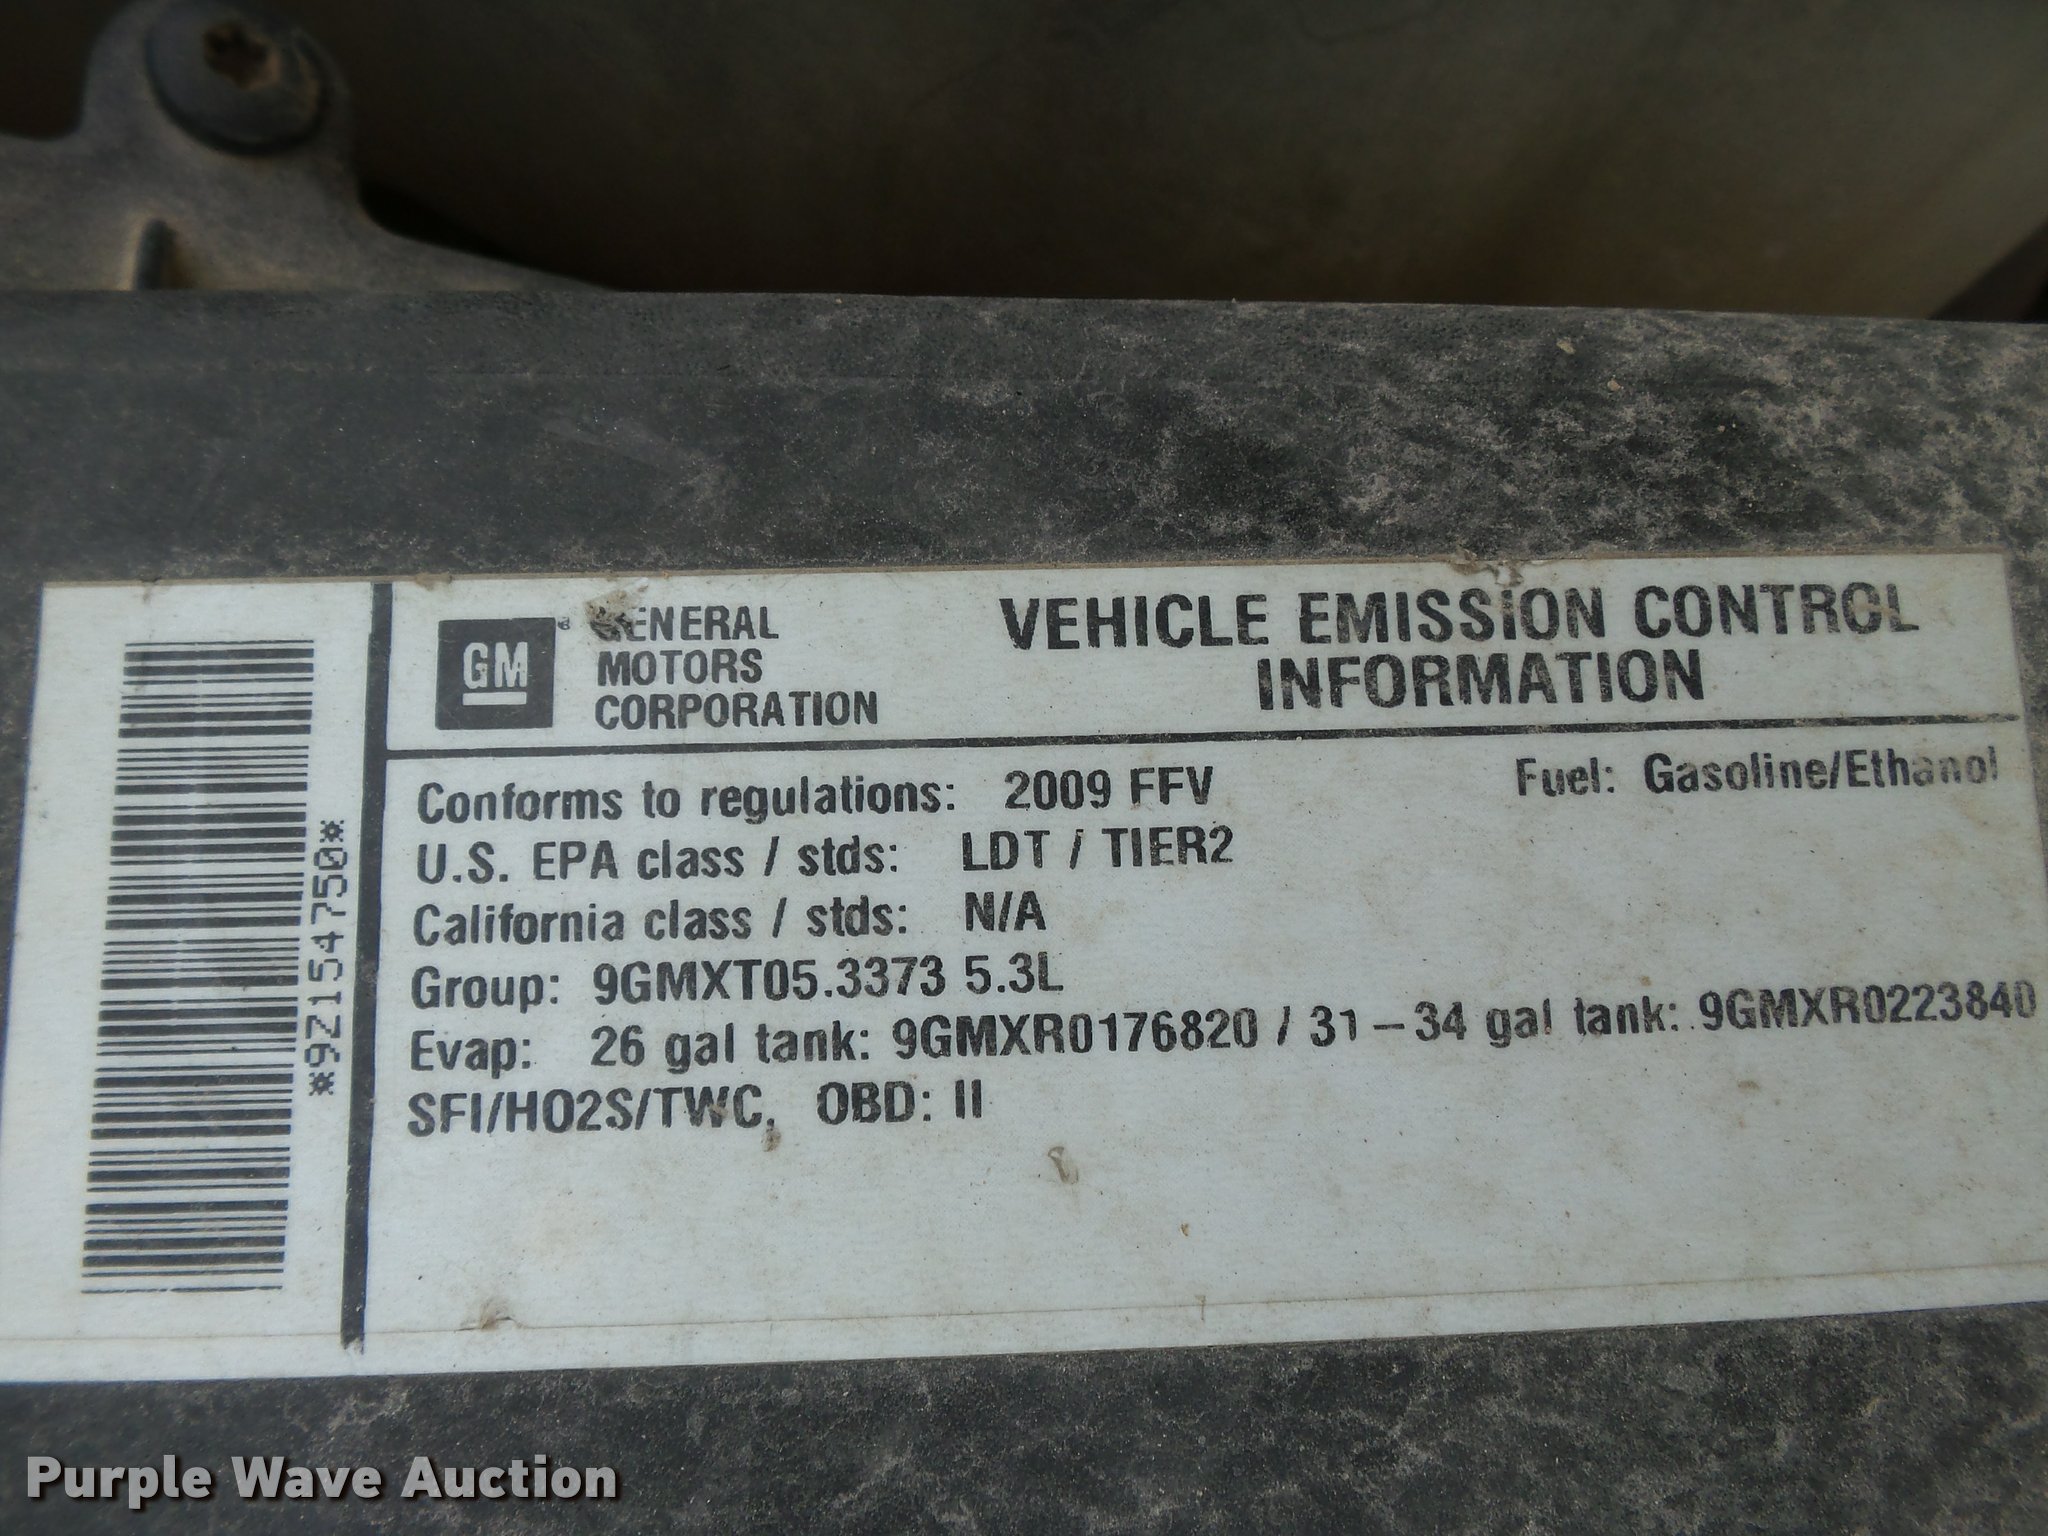 GM
GENERAL
MOTORS
CORPORATION
VEHICLE EMISSION CONTROL
INFORMATION
Conforms to regulations: 2009 FFV
Fuel: Gasoline/Ethanol
U.S. EPA class / stds: LDT / TIER2
California class / stds: N/A
Group: 9GMXT05.3373 5.3L
Evap: 26 gal tank: 9GMXR0176820 / 31-34 gal tank: 9GMXR0223840
SFI/HO2S/TWC, OBD: II
*9Z154750*
Purple Wave Auction